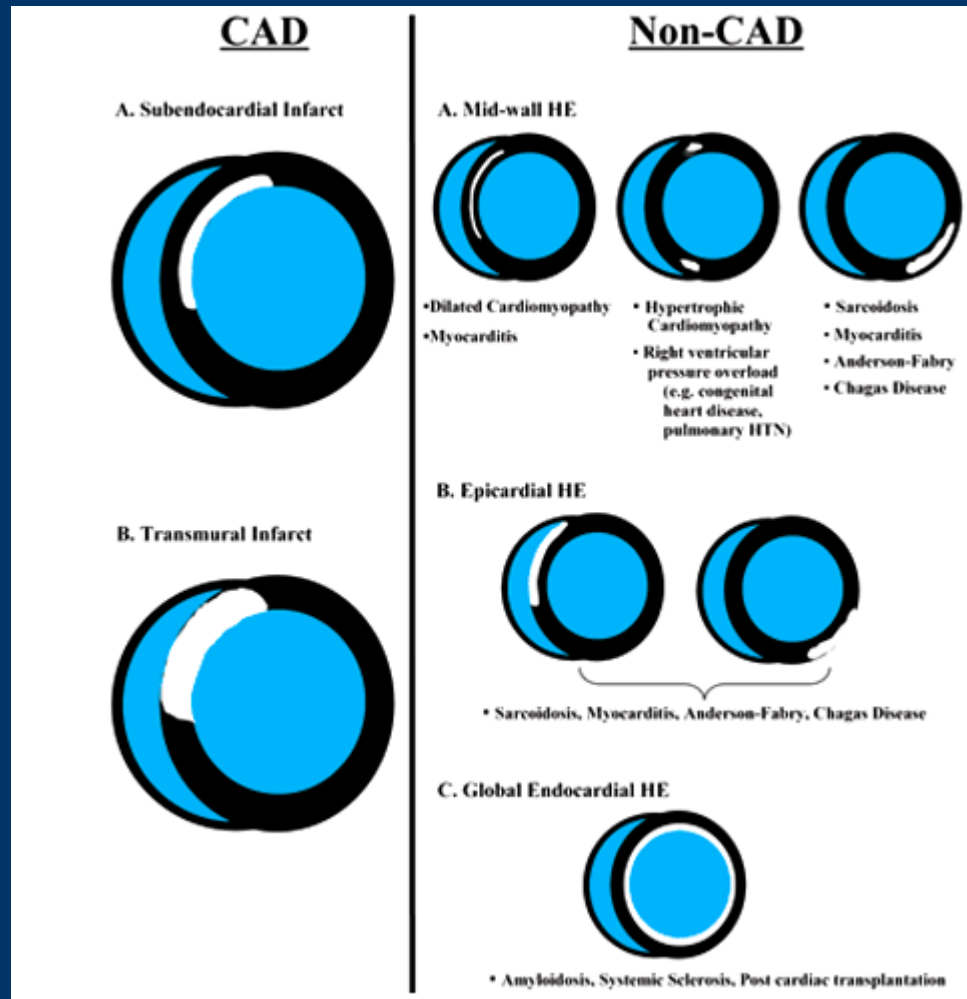 CAD
A. Subendocardial Infarct
B. Transmural Infarct
Non-CAD
A. Mid-wall HE
•Dilated Cardiomyopathy
•Myocarditis
• Hypertrophic
Cardiomyopathy
• Right ventricular
pressure overload
(e.g. congenital
heart disease,
pulmonary HTN)
• Sarcoidosis
• Myocarditis
• Anderson-Fabry
• Chagas Disease
B. Epicardial HE
• Sarcoidosis, Myocarditis, Anderson-Fabry, Chagas Disease
C. Global Endocardial HE
• Amyloidosis, Systemic Sclerosis, Post cardiac transplantation